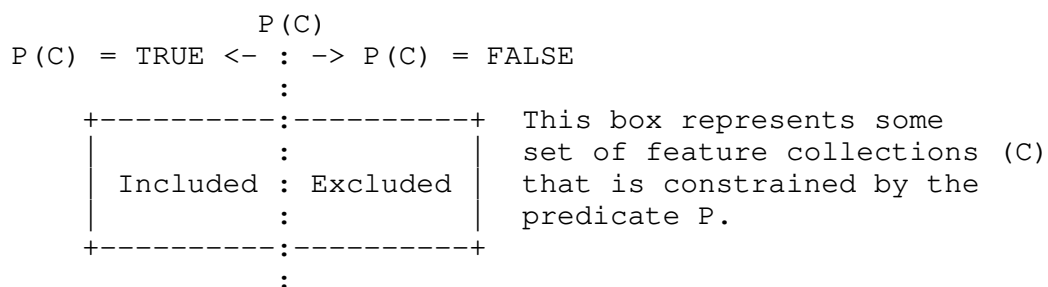 P(C)
P(C) = TRUE <- : -> P(C) = FALSE
:
+----------:----------+ This box represents some
| : | set of feature collections (C)
| Included : Excluded | that is constrained by the
| : | predicate P.
+----------:----------+
: